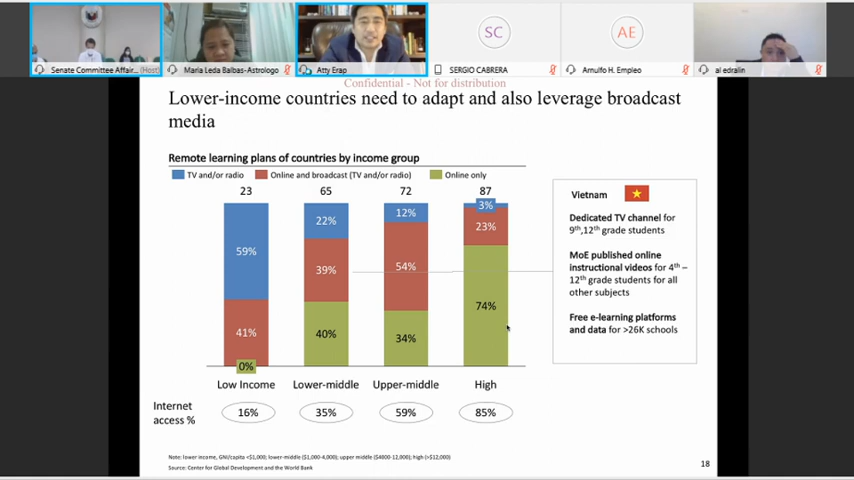 Senate Committee Affair... (Host)
Maria Leda Balbas-Astrologo
Atty Erap
SC
SERGIO CABRERA
AE
Arnulfo H. Empleo
al edralin
Confidential - Not for distribution
Lower-income countries need to adapt and also leverage broadcast
media
Remote learning plans of countries by income group
TV and/or radio
Online and broadcast (TV and/or radio)
Online only
23
65
72
87
59%
41%
0%
22%
39%
40%
12%
54%
34%
3%
23%
74%
Low Income
Lower-middle
Upper-middle
High
Internet
access %
16%
35%
59%
85%
Vietnam
Dedicated TV channel for
9th,12th grade students
MoE published online
instructional videos for 4th –
12th grade students for all
other subjects
Free e-learning platforms
and data for >26K schools
Note: lower income, GNI/capita <$1,000; lower-middle ($1,000-4,000); upper middle ($4000-12,000); high (>$12,000)
Source: Center for Global Development and the World Bank
18